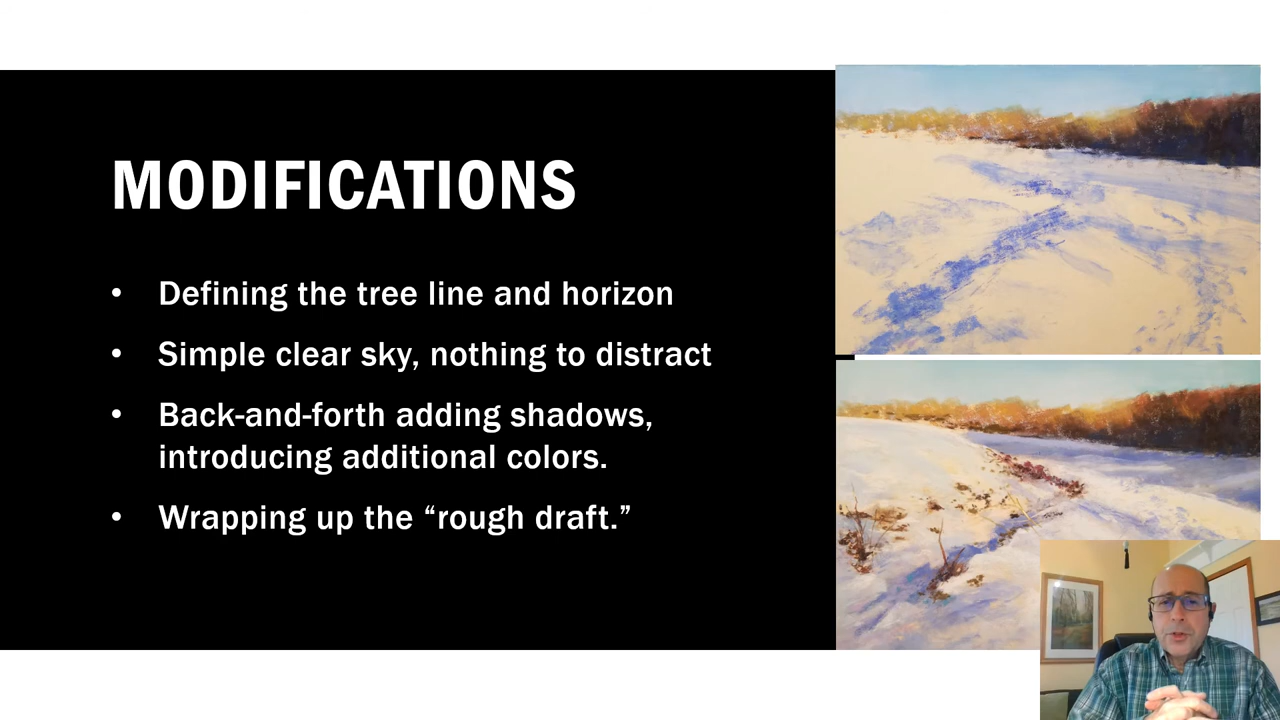 MODIFICATIONS
• Defining the tree line and horizon
• Simple clear sky, nothing to distract
• Back-and-forth adding shadows,
introducing additional colors.
• Wrapping up the “rough draft.”